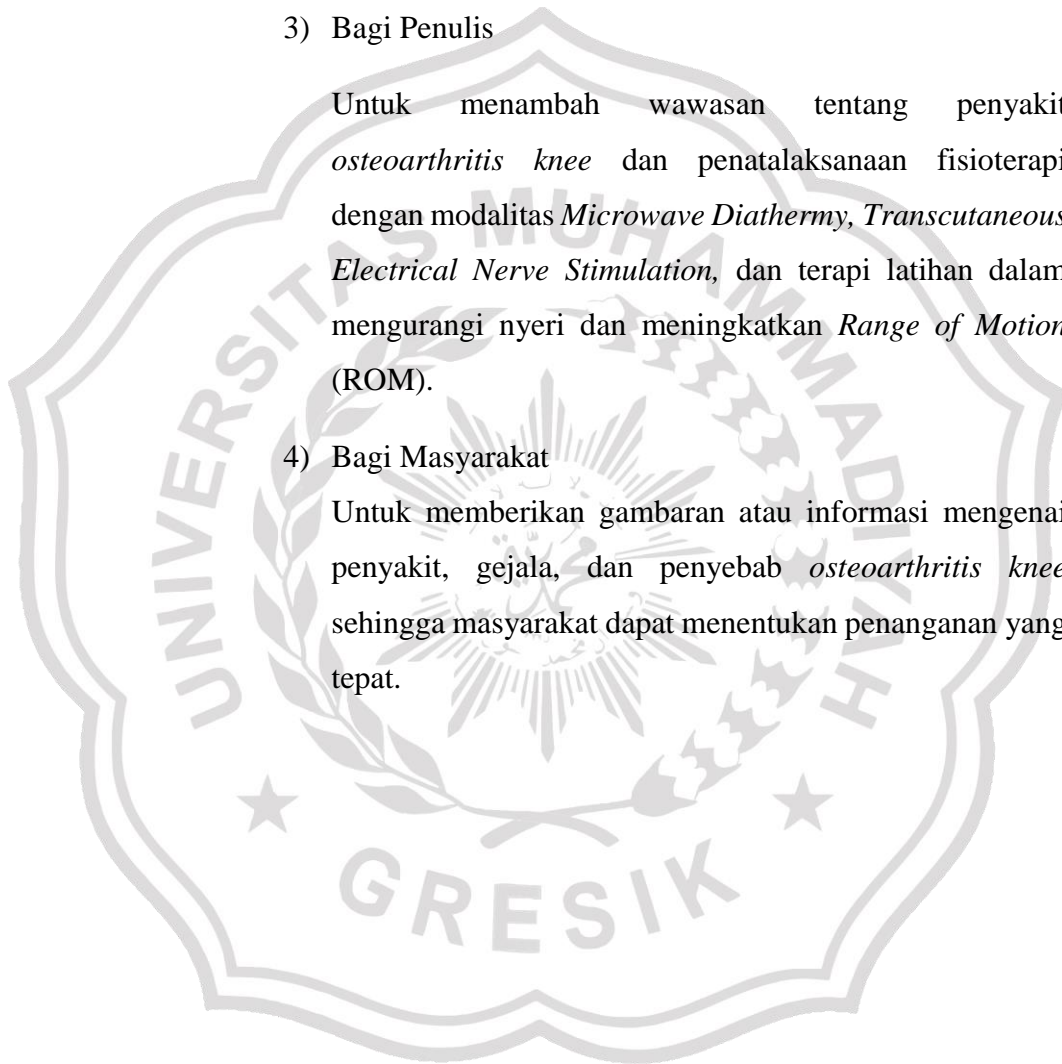 3) Bagi Penulis
Untuk menambah wawasan tentang penyakit
osteoarthritis knee dan penatalaksanaan fisioterapi
dengan modalitas Microwave Diathermy, Transcutaneous
Electrical Nerve Stimulation, dan terapi latihan dalam
mengurangi nyeri dan meningkatkan Range of Motion
(ROM).
4) Bagi Masyarakat
Untuk memberikan gambaran atau informasi mengenai
penyakit, gejala, dan penyebab osteoarthritis knee
sehingga masyarakat dapat menentukan penanganan yang
tepat.
UNIVERSITAS MUHAMMADIYAH
GRESIK